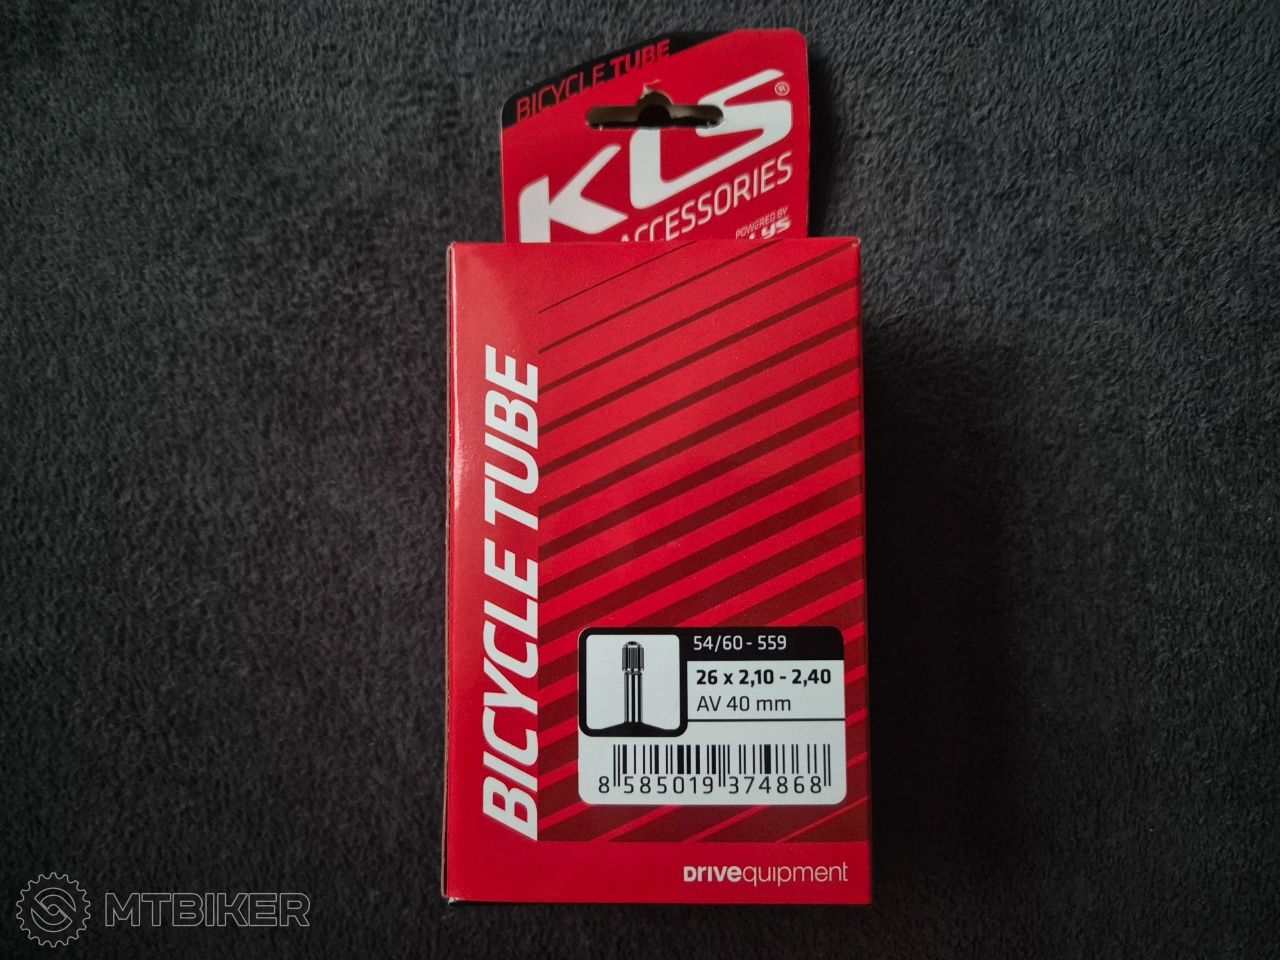 BICYCLE TUBE
KLS®
ACCESSORIES
POWERED BY
BICYCLE TUBE
54/60 - 559
26 x 2,10 - 2,40
AV 40 mm
8 585019 374868
DRIVEquipment
MTBIKER